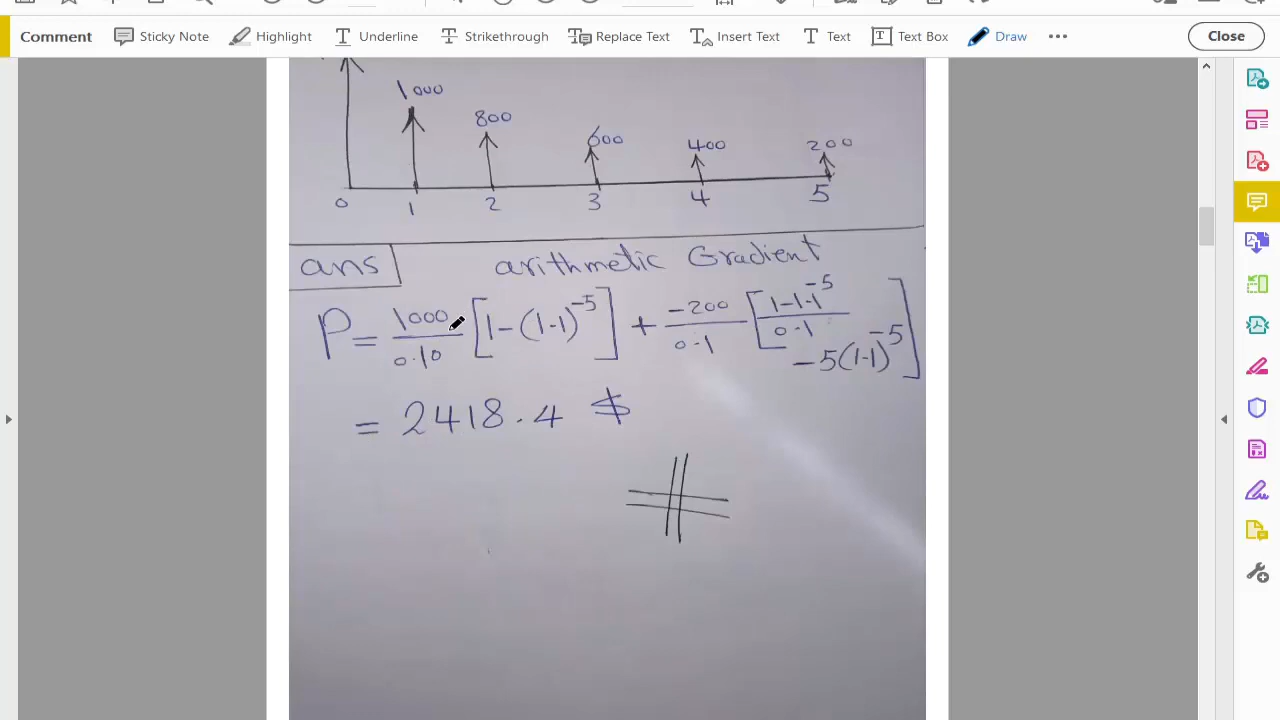 Comment Sticky Note Highlight Underline Strikethrough Replace Text Insert Text Text Text Box Draw Close
1000
800
600
400
200
0 1 2 3 4 5
ans arithmetic Gradient
P = 1000/0.10 [1-(1.1)^-5] + -200/0.1 [1-1.1^-5/0.1 -5(1.1)^-5]
= 2418.4 $